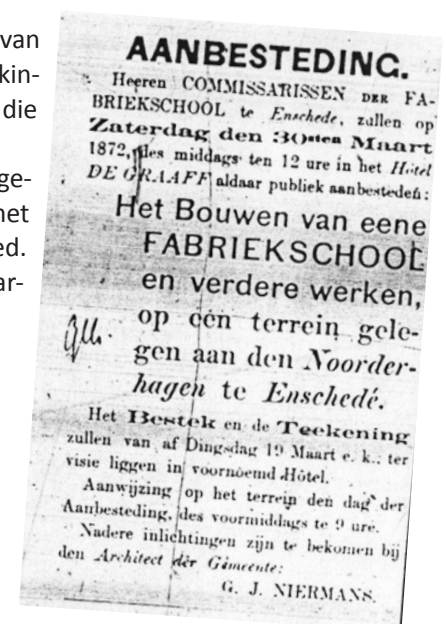 van
kin-
die
ge-
net
ed.
ar-
AANBESTEDING.
Heeren COMMISSARISSEN DER FA-
BRIEKSCHOOL te Enschede, zullen op
Zaterdag den 30sten Maart
1872, des middags ten 12 ure in het Hôtel
DE GRAAFF aldaar publiek aanbesteden:
Het Bouwen van eene
FABRIEKSCHOOL
en verdere werken,
op een terrein gele-
gen aan den Noorder-
hagen te Enschedé.
Het Bestek en de Teekening
zullen van af Dingsdag 19 Maart e. k. ter
visie liggen in voornoemd Hôtel.
Aanwijzing op het terrein den dag der
Aanbesteding, des voormiddags te 9 ure.
Nadere inlichtingen zijn te bekomen bij
den Architect der Gemeente:
G. J. NIERMANS.